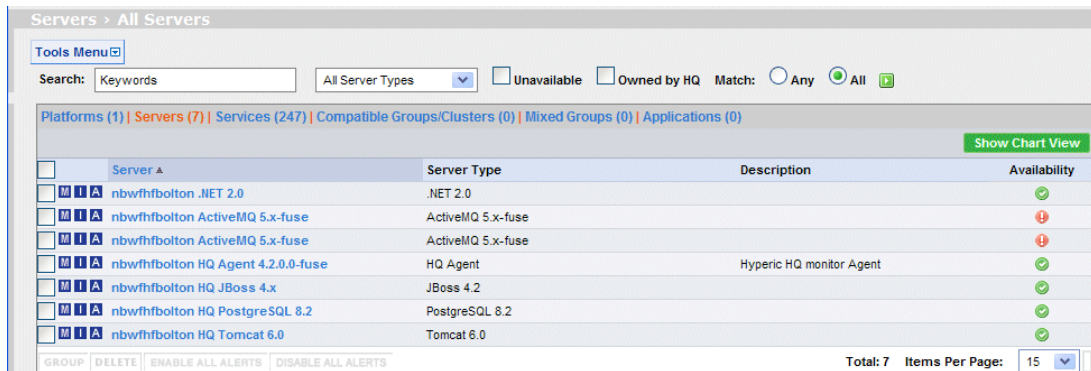 Servers > All Servers
Tools Menu
Search: Keywords All Server Types Unavailable Owned by HQ Match: Any All
Platforms (1) | Servers (7) | Services (247) | Compatible Groups/Clusters (0) | Mixed Groups (0) | Applications (0)
Show Chart View
Server Server Type Description Availability
M I A nbwfhfbolton .NET 2.0 .NET 2.0
M I A nbwfhfbolton ActiveMQ 5.x-fuse ActiveMQ 5.x-fuse
M I A nbwfhfbolton ActiveMQ 5.x-fuse ActiveMQ 5.x-fuse
M I A nbwfhfbolton HQ Agent 4.2.0.0-fuse HQ Agent Hyperic HQ monitor Agent
M I A nbwfhfbolton HQ JBoss 4.x JBoss 4.2
M I A nbwfhfbolton HQ PostgreSQL 8.2 PostgreSQL 8.2
M I A nbwfhfbolton HQ Tomcat 6.0 Tomcat 6.0
GROUP DELETE ENABLE ALL ALERTS DISABLE ALL ALERTS Total: 7 Items Per Page: 15